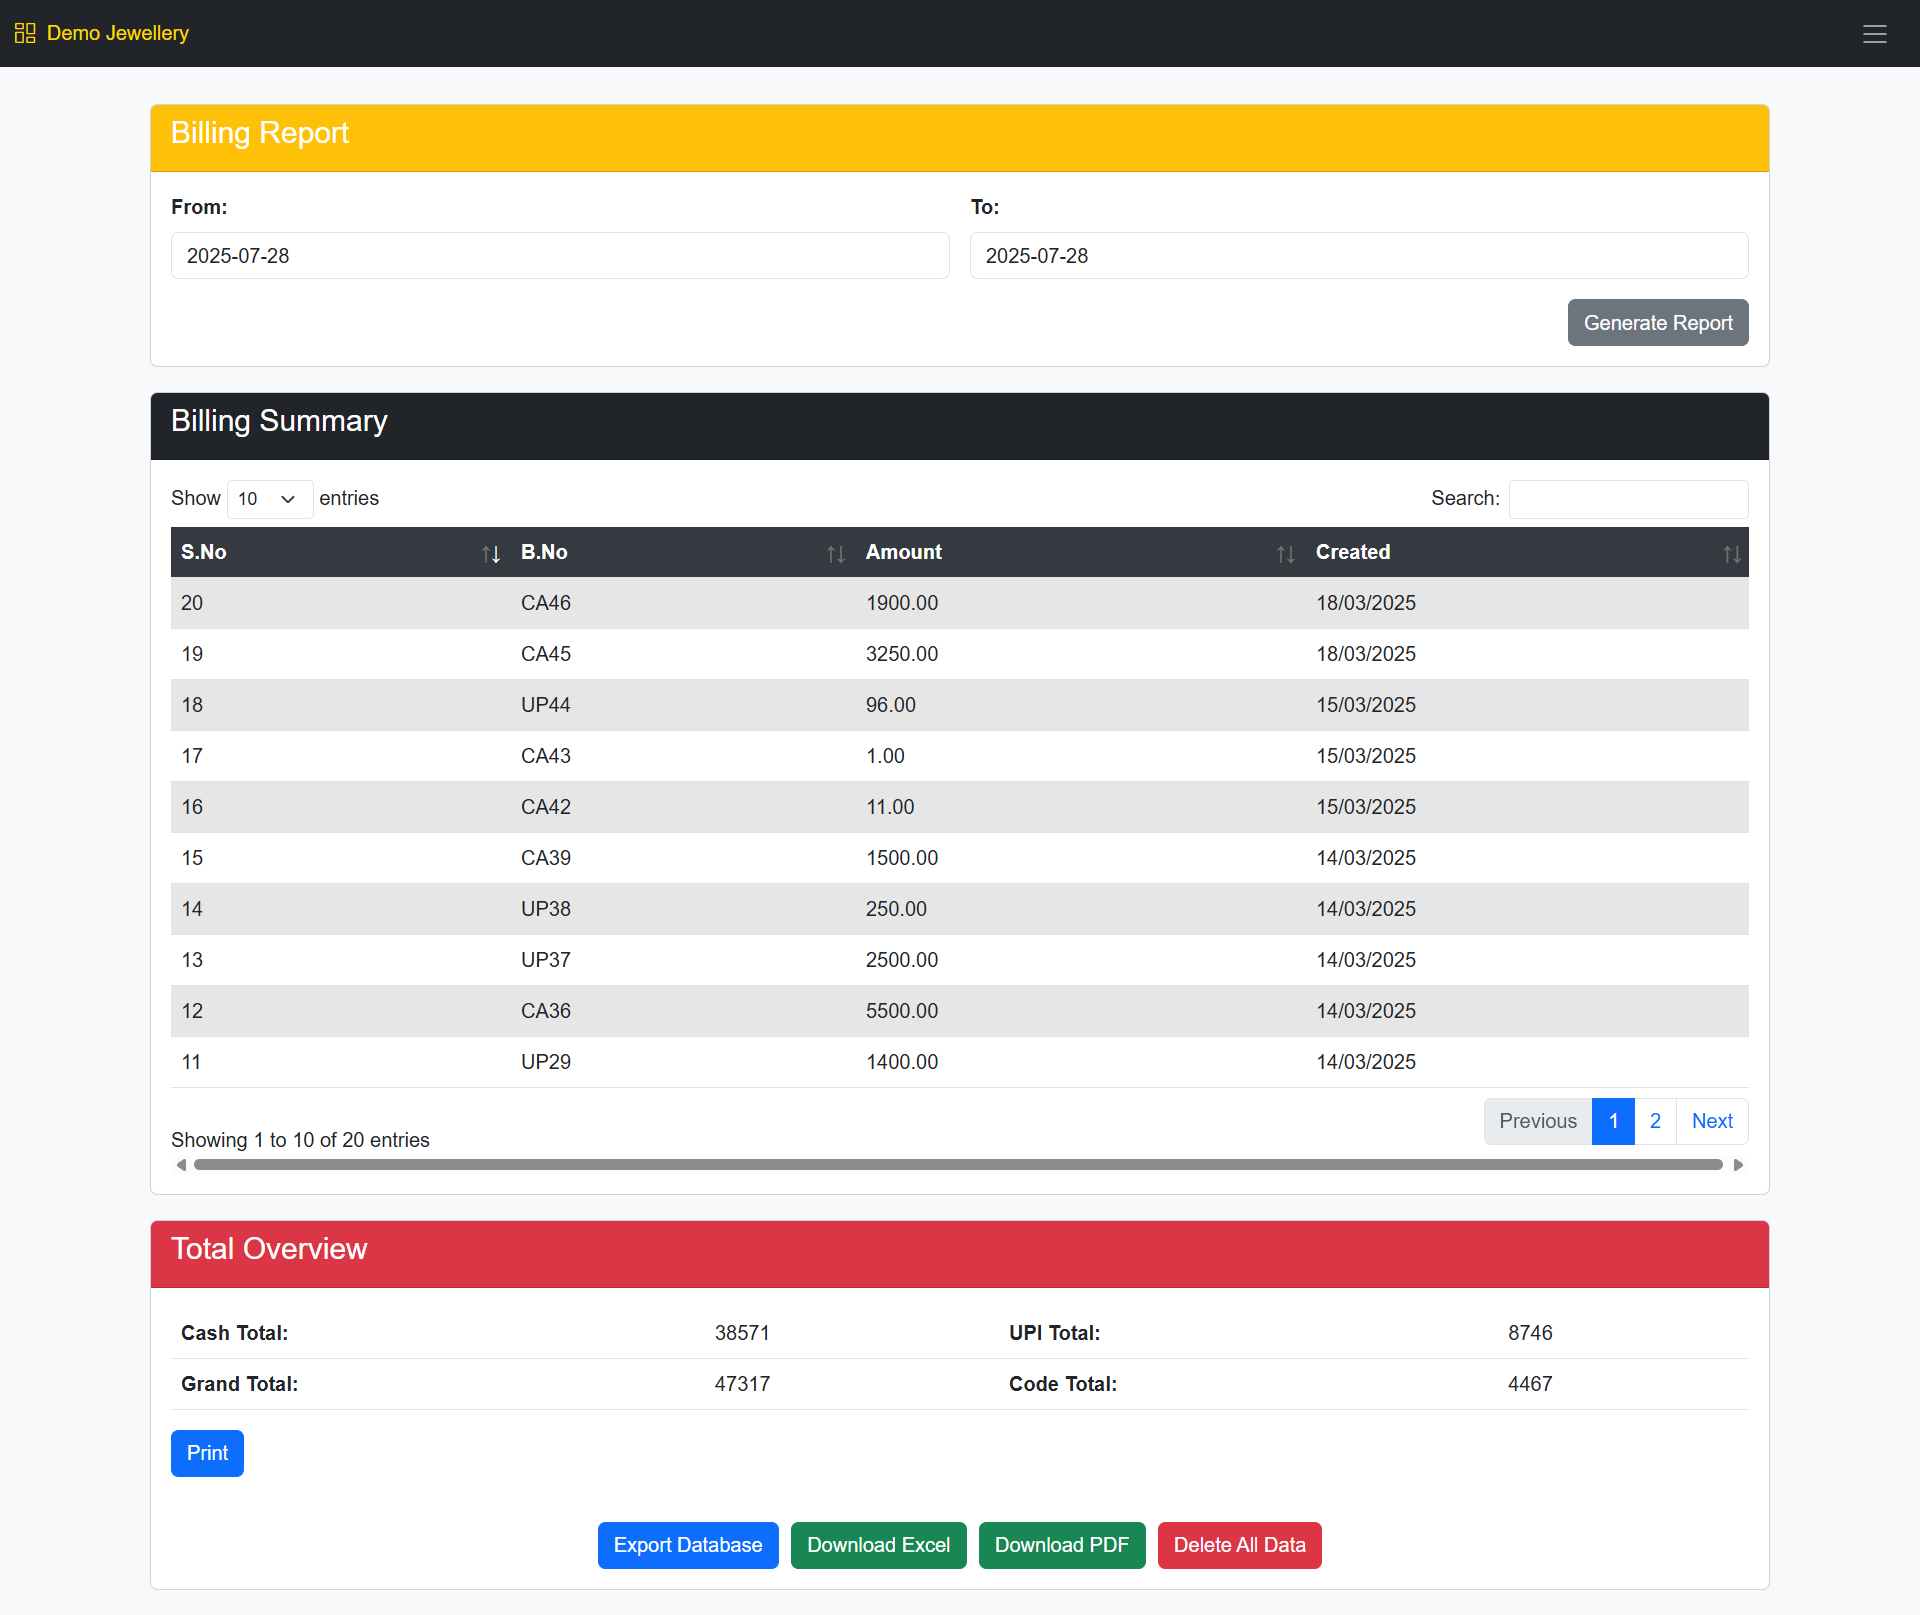 Demo Jewellery
Billing Report
From: To:
2025-07-28 2025-07-28
Generate Report
Billing Summary
Show 10 entries Search:
S.No B.No Amount Created
20 CA46 1900.00 18/03/2025
19 CA45 3250.00 18/03/2025
18 UP44 96.00 15/03/2025
17 CA43 1.00 15/03/2025
16 CA42 11.00 15/03/2025
15 CA39 1500.00 14/03/2025
14 UP38 250.00 14/03/2025
13 UP37 2500.00 14/03/2025
12 CA36 5500.00 14/03/2025
11 UP29 1400.00 14/03/2025
Previous 1 2 Next
Showing 1 to 10 of 20 entries
Total Overview
Cash Total: 38571 UPI Total: 8746
Grand Total: 47317 Code Total: 4467
Print
Export Database Download Excel Download PDF Delete All Data